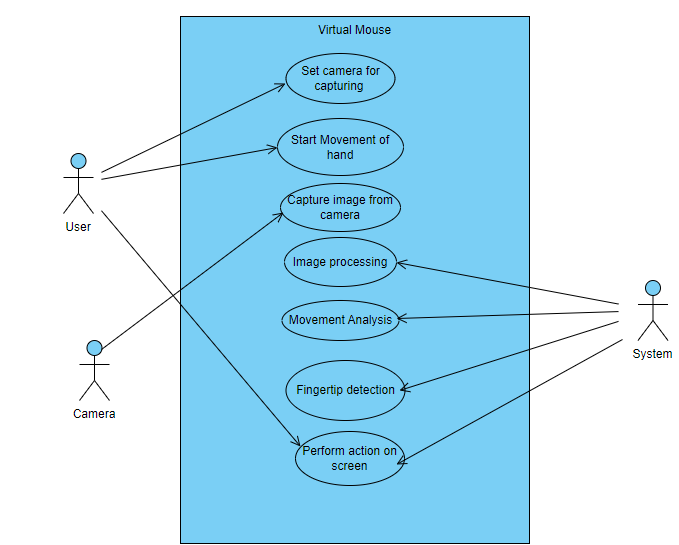 Virtual Mouse
Set camera for
capturing
Start Movement of
hand
Capture image from
camera
User
Image processing
Movement Analysis
System
Fingertip detection
Camera
Perform action on
screen